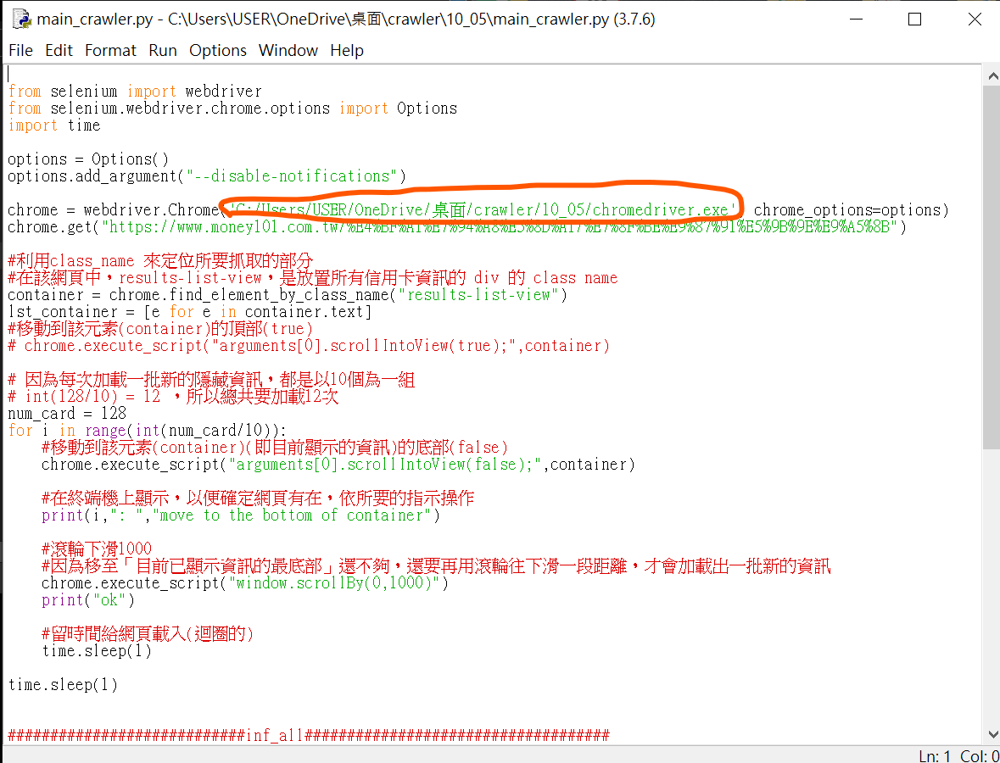 main_crawler.py - C:\Users\USER\OneDrive\桌面\crawler\10_05\main_crawler.py (3.7.6)
File Edit Format Run Options Window Help
from selenium import webdriver
from selenium.webdriver.chrome.options import Options
import time
options = Options()
options.add_argument("--disable-notifications")
chrome = webdriver.Chrome('C:/Users/USER/OneDrive/桌面/crawler/10_05/chromedriver.exe', chrome_options=options)
chrome.get("https://www.money101.com.tw/%E4%BF%A1%E7%94%A8%E5%8D%A1%E7%8F%BE%E9%87%91%E5%9B%9E%E9%A5%8B")
#利用class_name 來定位所要抓取的部分
#在該網頁中，results-list-view，是放置所有信用卡資訊的 div 的 class name
container = chrome.find_element_by_class_name("results-list-view")
lst_container = [e for e in container.text]
#移動到該元素(container)的頂部(true)
# chrome.execute_script("arguments[0].scrollIntoView(true);",container)
# 因為每次加載一批新的隱藏資訊，都是以10個為一組
# int(128/10) = 12 ，所以總共要加載12次
num_card = 128
for i in range(int(num_card/10)):
#移動到該元素(container)(即目前顯示的資訊)的底部(false)
chrome.execute_script("arguments[0].scrollIntoView(false);",container)
#在終端機上顯示，以便確定網頁有在，依所要的指示操作
print(i,": ","move to the bottom of container")
#滾輪下滑1000
#因為移至「目前已顯示資訊的最底部」還不夠，還要再用滾輪往下滑一段距離，才會加載出一批新的資訊
chrome.execute_script("window.scrollBy(0,1000)")
print("ok")
#留時間給網頁載入(迴圈的)
time.sleep(1)
time.sleep(1)
############################inf_all####################################
Ln: 1 Col: 0